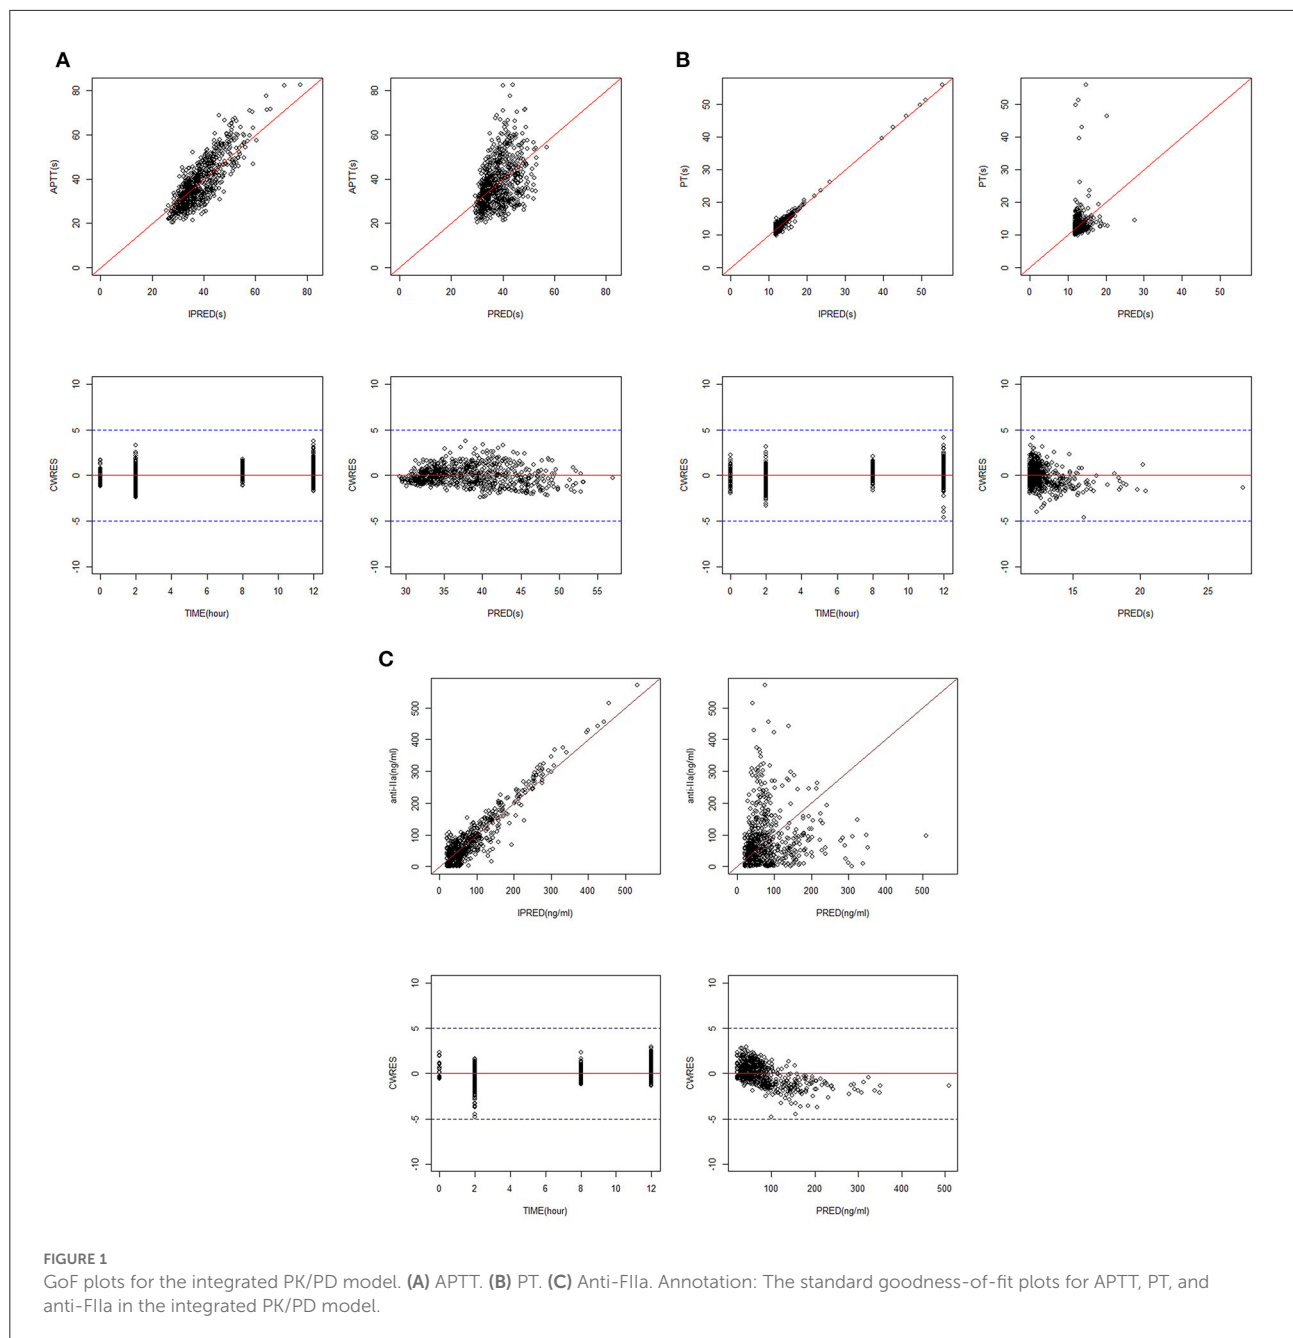 A
B
80
60
40
20
0
APTT(s)
0 20 40 60 80
IPRED(s)
80
60
40
20
0
APTT(s)
0 20 40 60 80
PRED(s)
50
40
30
20
10
0
PT(s)
0 10 20 30 40 50
IPRED(s)
50
40
30
20
10
0
PT(s)
0 10 20 30 40 50
PRED(s)
10
5
0
-5
-10
CWRES
0 2 4 6 8 10 12
TIME(hour)
10
5
0
-5
-10
CWRES
30 35 40 45 50 55
PRED(s)
10
5
0
-5
-10
CWRES
0 2 4 6 8 10 12
TIME(hour)
10
5
0
-5
-10
CWRES
15 20 25
PRED(s)
C
500
400
300
200
100
0
anti-IIa(ng/ml)
0 100 200 300 400 500
IPRED(ng/ml)
500
400
300
200
100
0
anti-IIa(ng/ml)
0 100 200 300 400 500
PRED(ng/ml)
10
5
0
-5
-10
CWRES
0 2 4 6 8 10 12
TIME(hour)
10
5
0
-5
-10
CWRES
100 200 300 400 500
PRED(ng/ml)
FIGURE 1
GoF plots for the integrated PK/PD model. (A) APTT. (B) PT. (C) Anti-FIIa. Annotation: The standard goodness-of-fit plots for APTT, PT, and
anti-FIIa in the integrated PK/PD model.